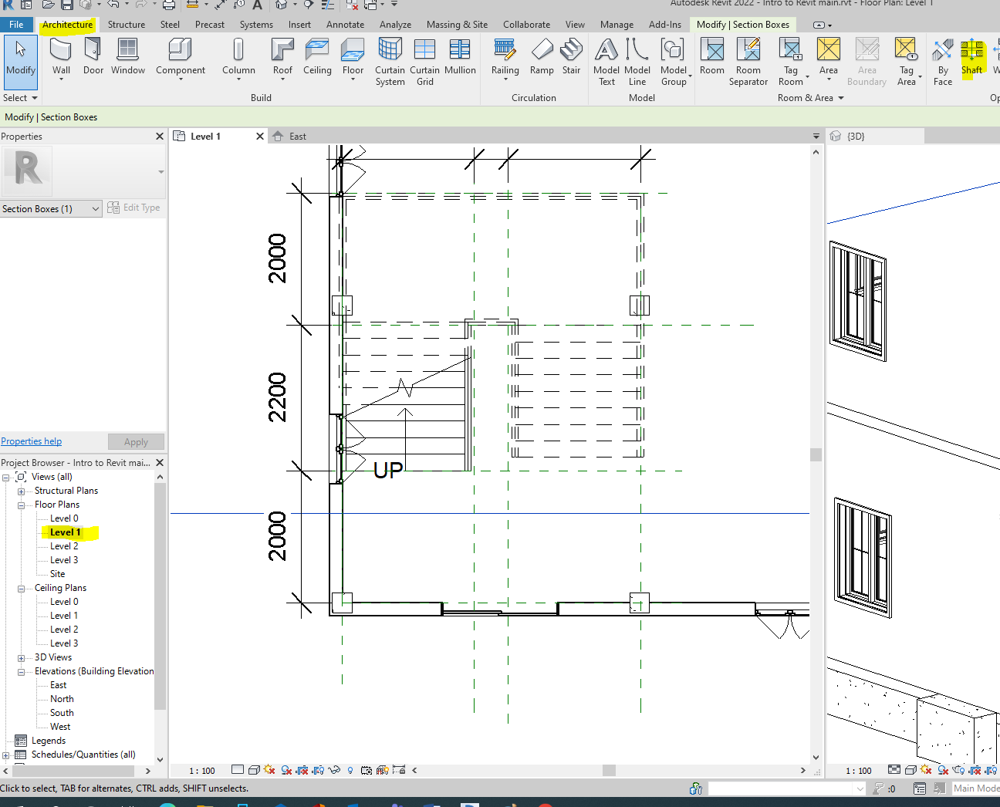 Autodesk Revit 2022 - Intro to Revit main.rvt - Floor Plan: Level 1
File Architecture Structure Steel Precast Systems Insert Annotate Analyze Massing & Site Collaborate View Manage Add-Ins Modify | Section Boxes
Modify Wall Door Window Component Column Roof Ceiling Floor Curtain System Curtain Grid Mullion Railing Ramp Stair Model Text Model Line Model Group Room Room Separator Tag Room Area Area Boundary Tag Area By Face Shaft
Select Build Circulation Model Room & Area
Modify | Section Boxes
Properties
Level 1
East
{3D}
R
Section Boxes (1)
Edit Type
2000
2200
UP
2000
Properties help
Apply
Project Browser - Intro to Revit mai...
Views (all)
Structural Plans
Floor Plans
Level 0
Level 1
Level 2
Level 3
Site
Ceiling Plans
Level 0
Level 1
Level 2
Level 3
3D Views
Elevations (Building Elevation
East
North
South
West
Legends
Schedules/Quantities (all)
1 : 100
1 : 100
Click to select, TAB for alternates, CTRL adds, SHIFT unselects.
:0
Main Mode